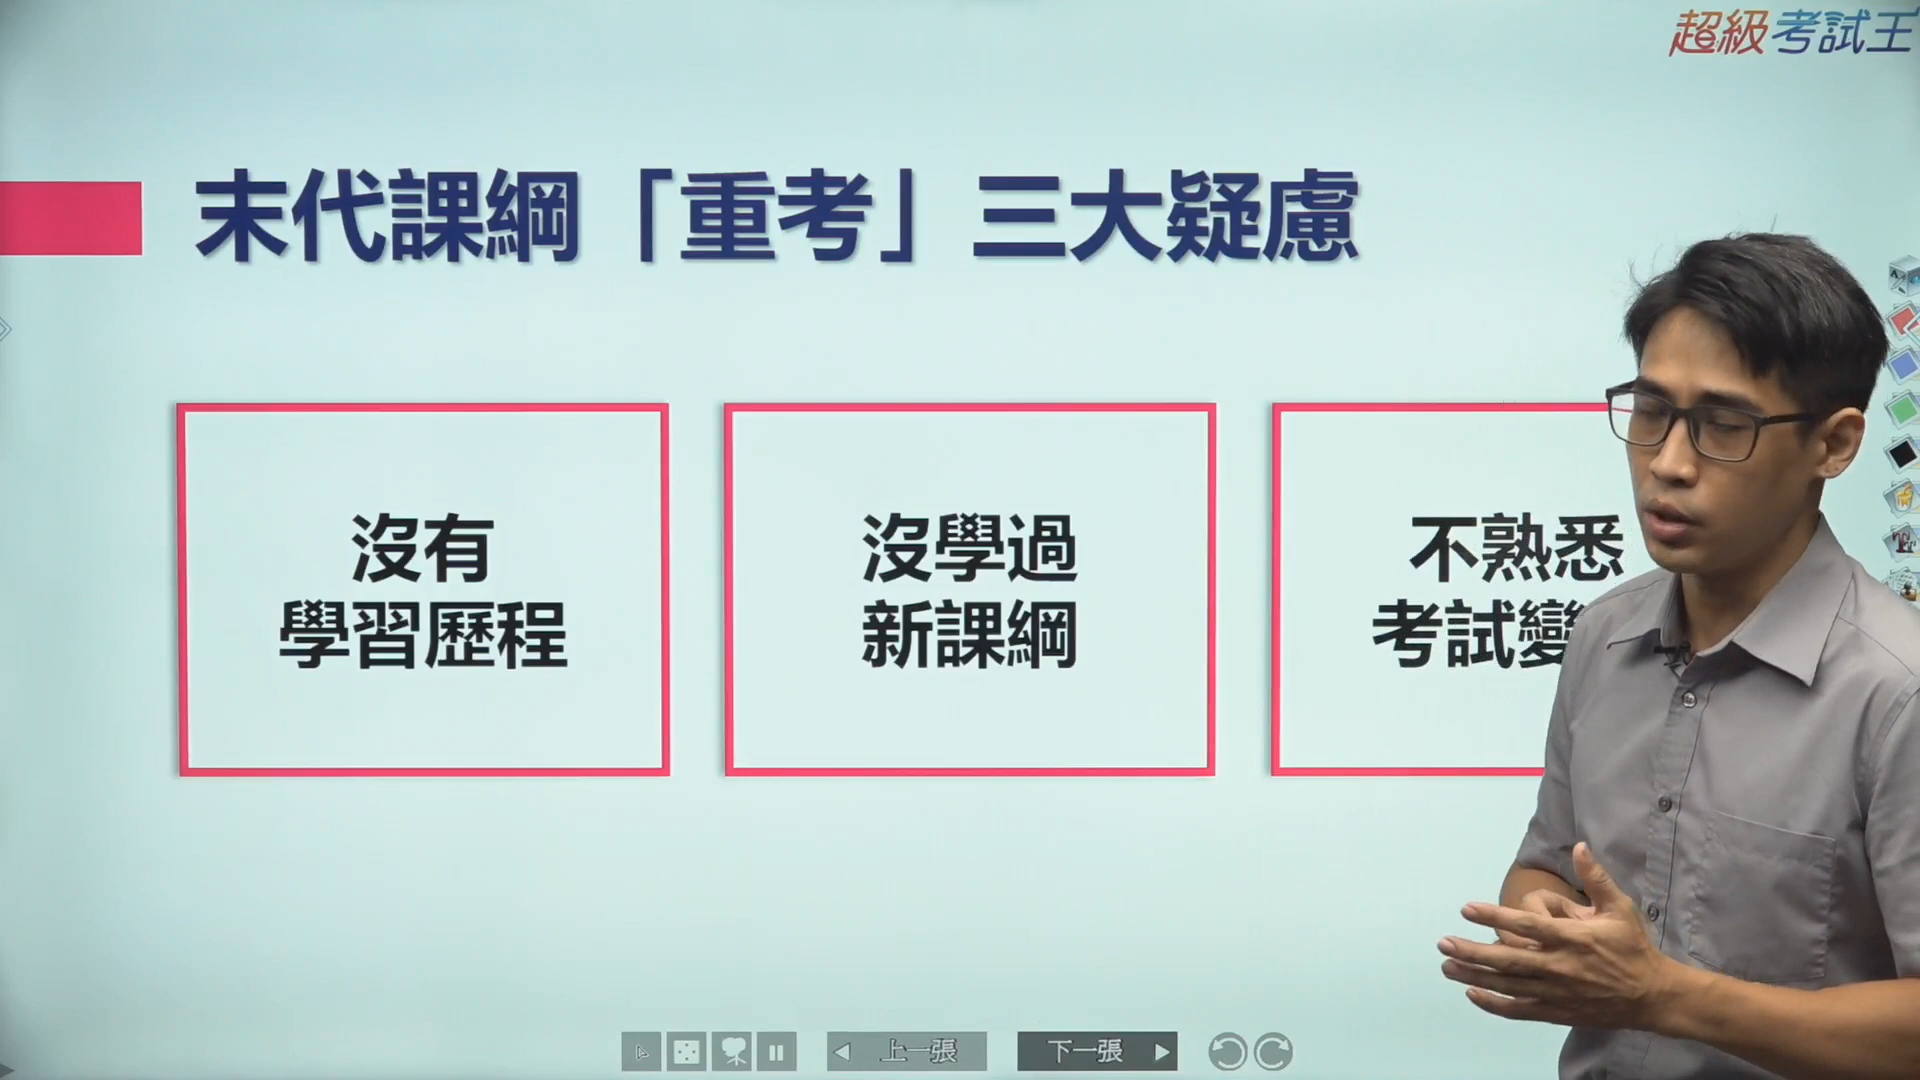 超級考試王
末代課綱「重考」三大疑慮
沒有
學習歷程
沒學過
新課綱
不熟悉
考試變
上一張
下一張